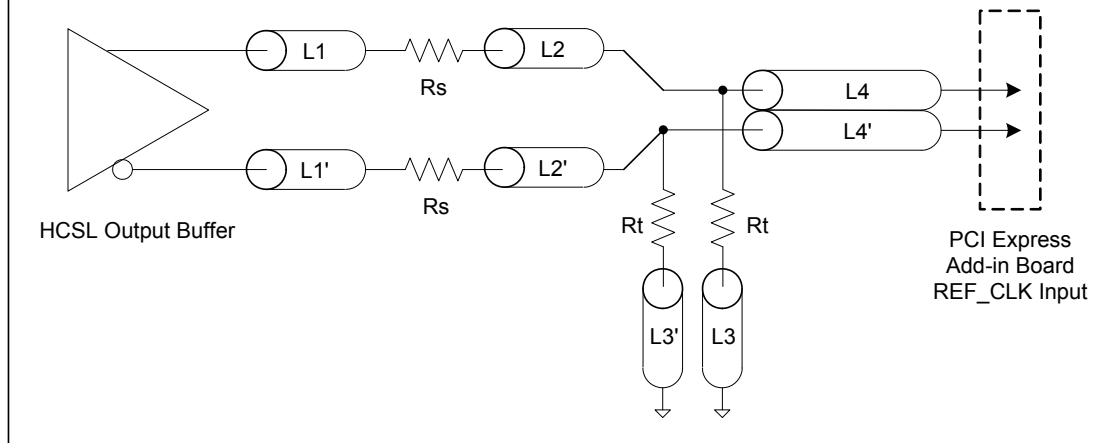 L1
Rs
L2
L4
L4'
L1'
Rs
L2'
HCSL Output Buffer
Rt
Rt
L3'
L3
PCI Express
Add-in Board
REF_CLK Input